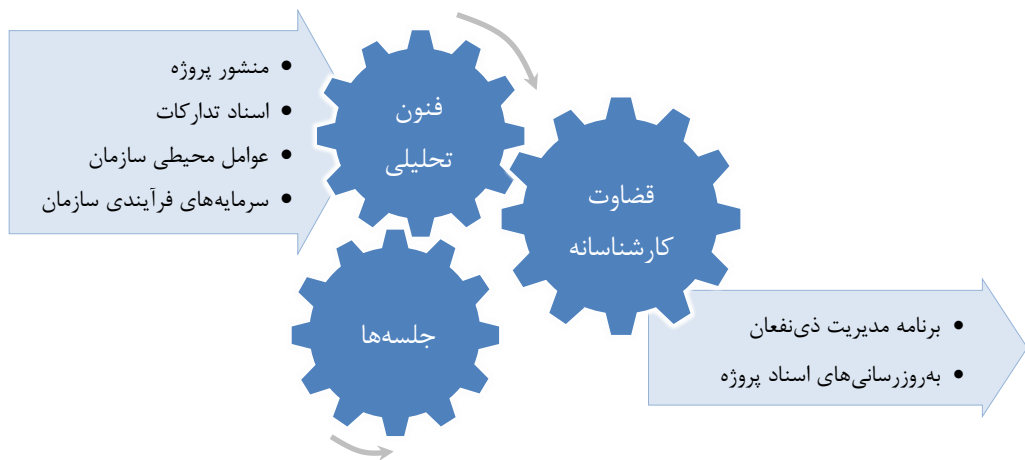 • منشور پروژه
• اسناد تدارکات
• عوامل محیطی سازمان
• سرمایه‌های فرآیندی سازمان
فنون
تحلیلی
قضاوت
کارشناسانه
جلسه‌ها
• برنامه مدیریت ذی‌نفعان
• به‌روزرسانی‌های اسناد پروژه